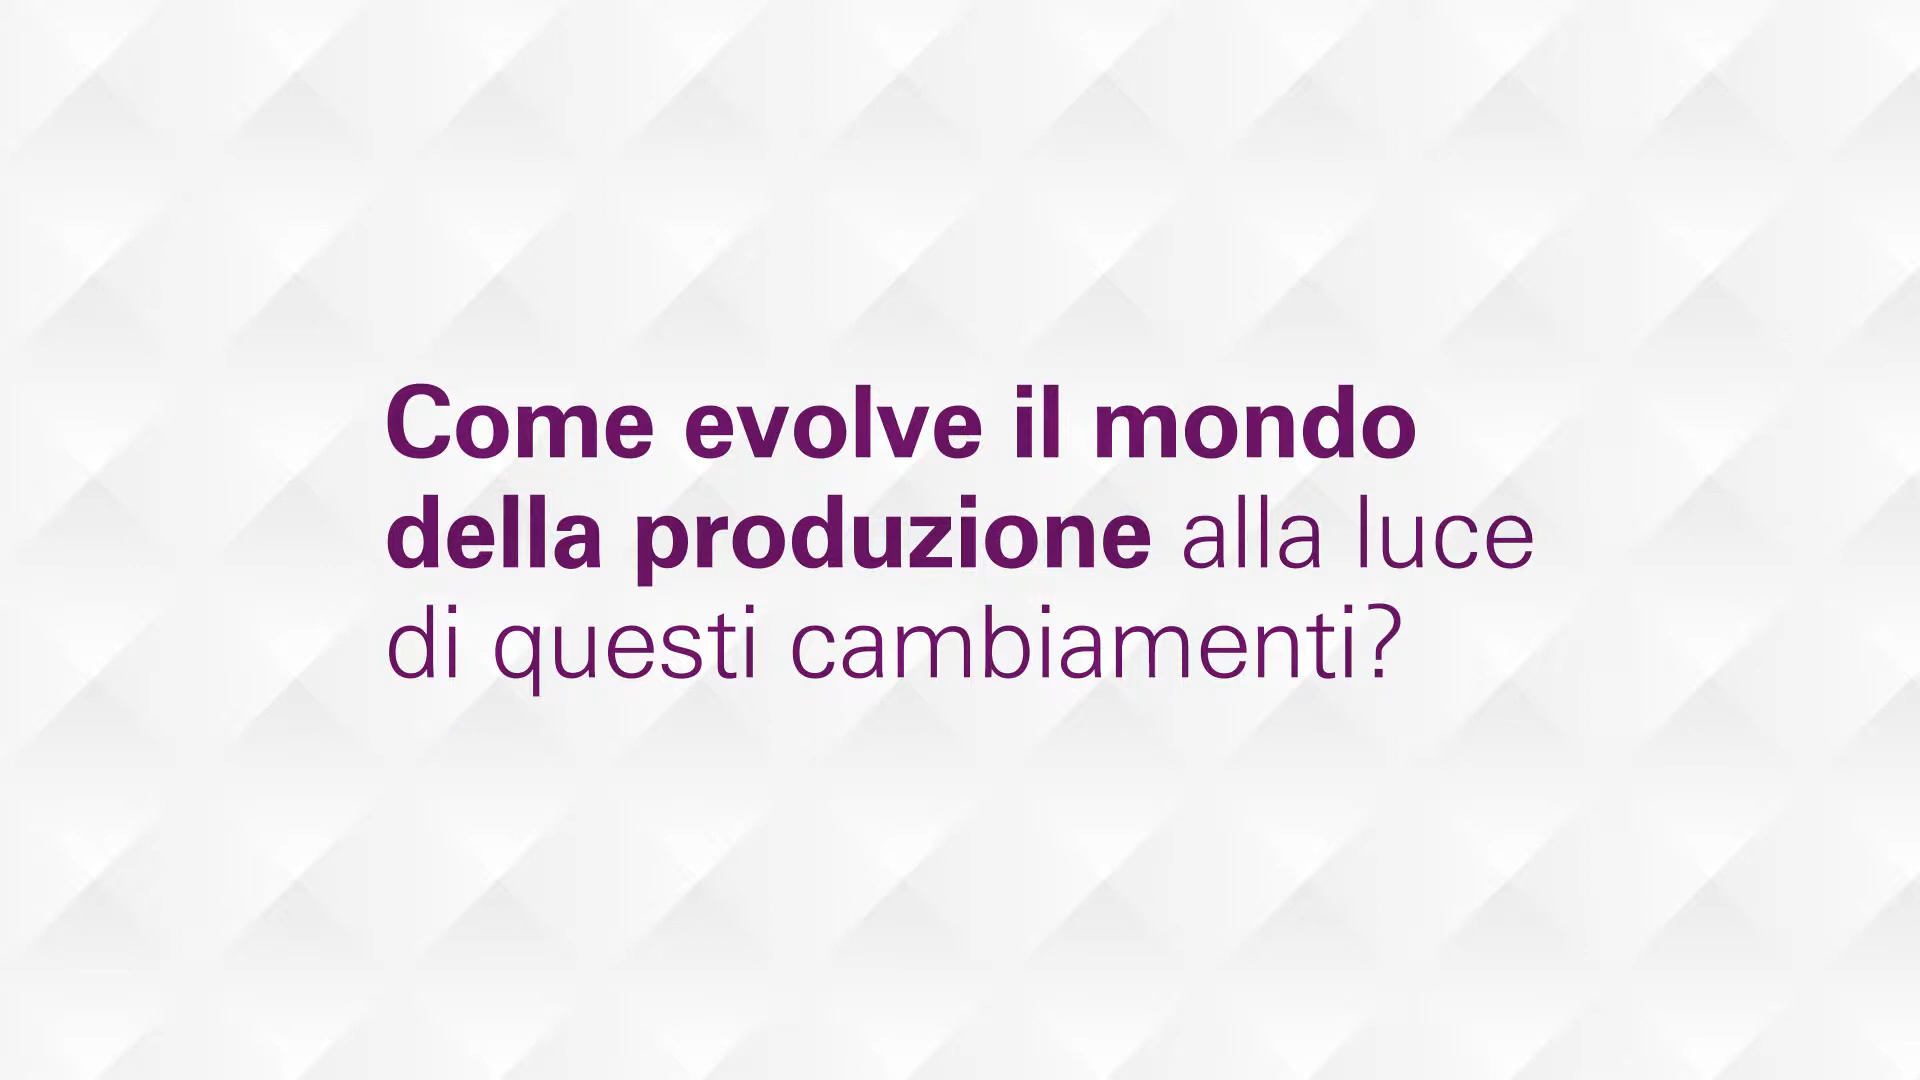 Come evolve il mondo
della produzione alla luce
di questi cambiamenti?